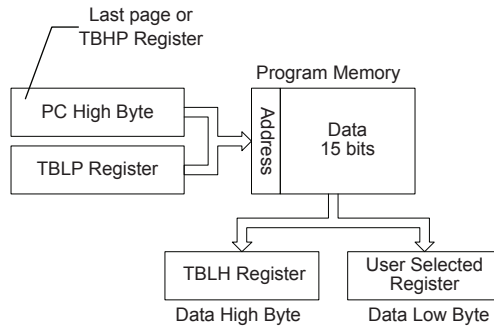 Last page or
TBHP Register
Program Memory
PC High Byte
TBLP Register
Address
Data
15 bits
TBLH Register
User Selected
Register
Data High Byte
Data Low Byte